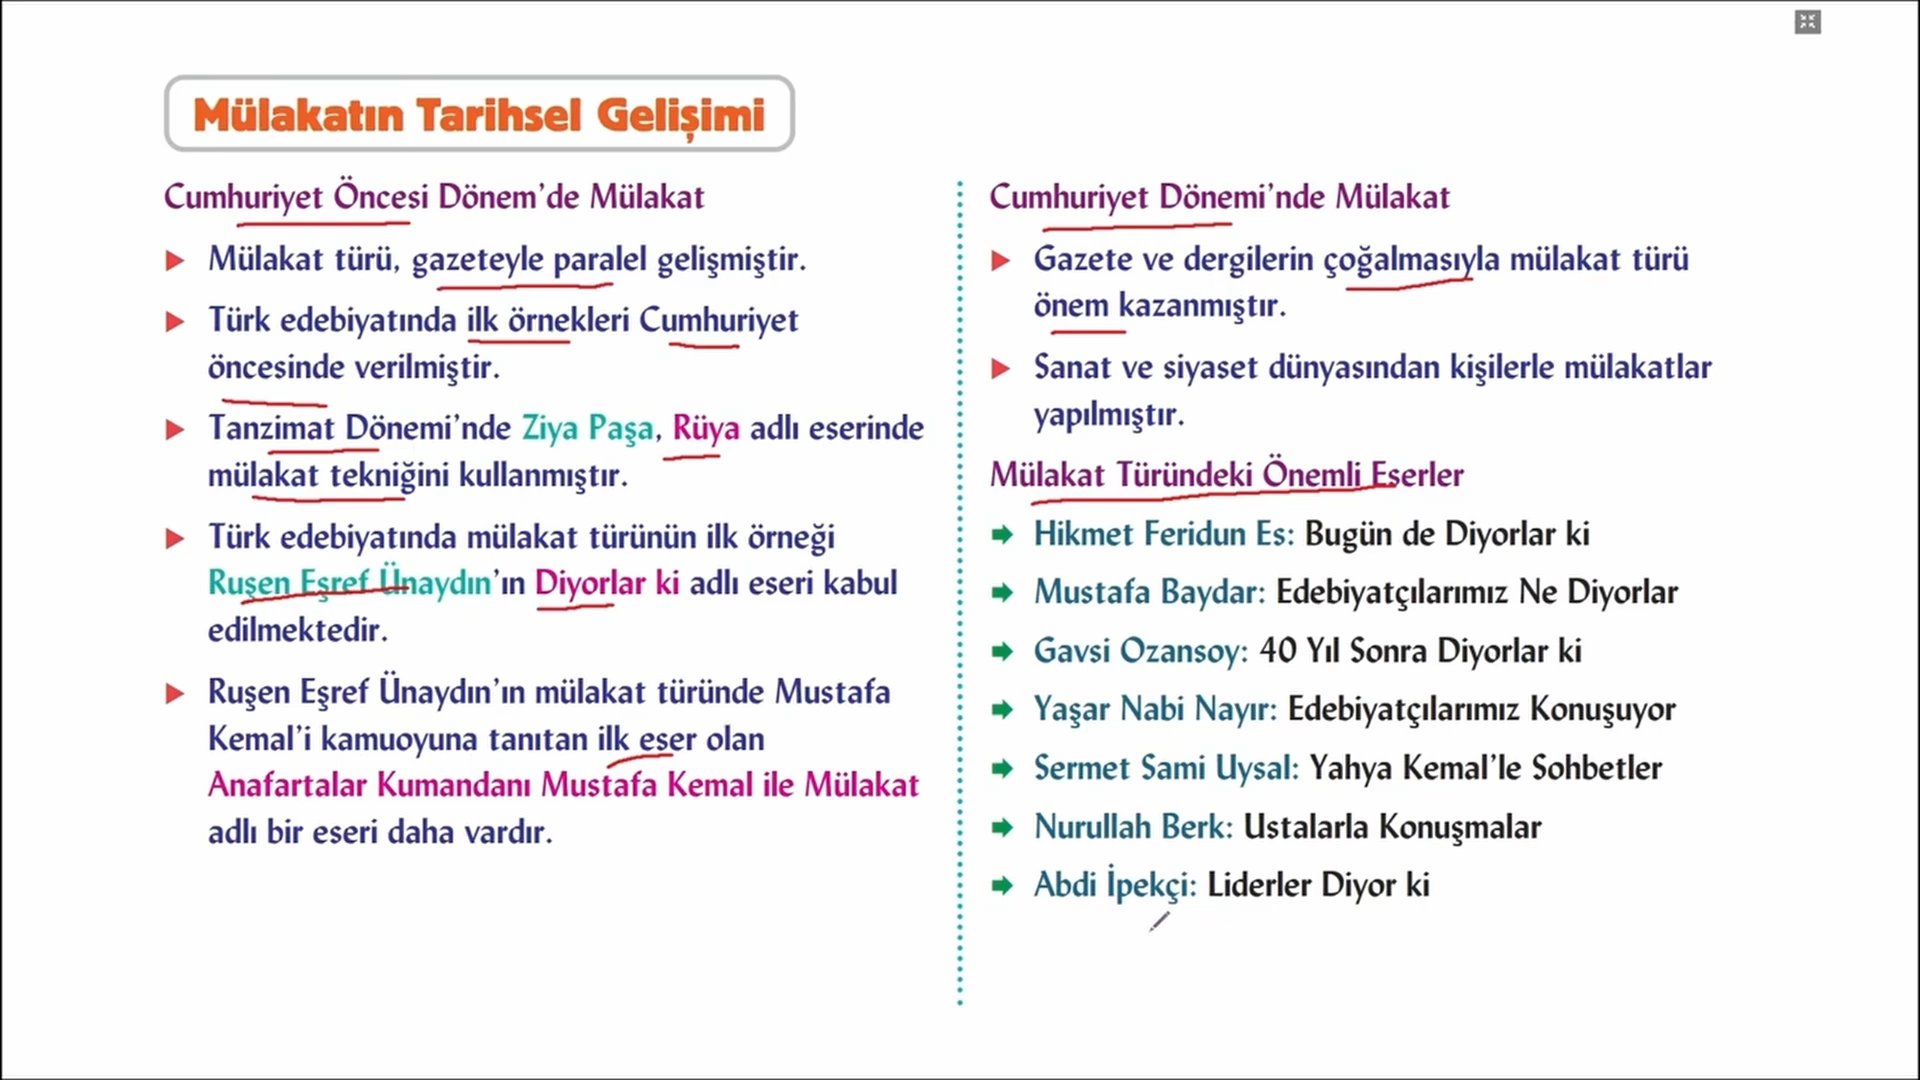 Mülakatın Tarihsel Gelişimi
Cumhuriyet Öncesi Dönem’de Mülakat
Mülakat türü, gazeteyle paralel gelişmiştir.
Türk edebiyatında ilk örnekleri Cumhuriyet
öncesinde verilmiştir.
Tanzimat Dönemi’nde Ziya Paşa, Rüya adlı eserinde
mülakat tekniğini kullanmıştır.
Türk edebiyatında mülakat türünün ilk örneği
Ruşen Eşref Ünaydın’ın Diyorlar ki adlı eseri kabul
edilmektedir.
Ruşen Eşref Ünaydın’ın mülakat türünde Mustafa
Kemal’i kamuoyuna tanıtan ilk eser olan
Anafartalar Kumandanı Mustafa Kemal ile Mülakat
adlı bir eseri daha vardır.
Cumhuriyet Dönemi’nde Mülakat
Gazete ve dergilerin çoğalmasıyla mülakat türü
önem kazanmıştır.
Sanat ve siyaset dünyasından kişilerle mülakatlar
yapılmıştır.
Mülakat Türündeki Önemli Eserler
Hikmet Feridun Es: Bugün de Diyorlar ki
Mustafa Baydar: Edebiyatçılarımız Ne Diyorlar
Gavsi Ozansoy: 40 Yıl Sonra Diyorlar ki
Yaşar Nabi Nayır: Edebiyatçılarımız Konuşuyor
Sermet Sami Uysal: Yahya Kemal’le Sohbetler
Nurullah Berk: Ustalarla Konuşmalar
Abdi İpekçi: Liderler Diyor ki